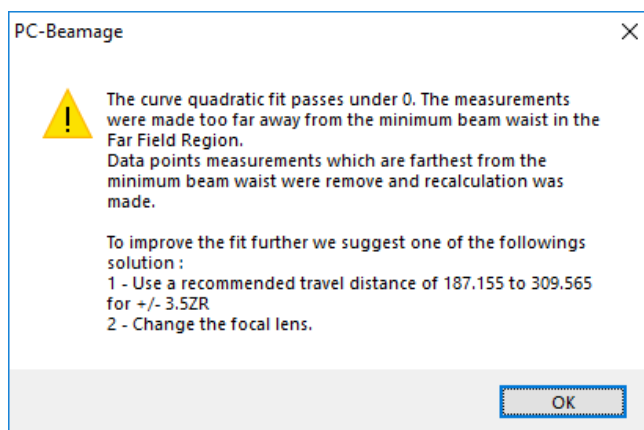 PC-Beamage
The curve quadratic fit passes under 0. The measurements
were made too far away from the minimum beam waist in the
Far Field Region.
Data points measurements which are farthest from the
minimum beam waist were remove and recalculation was
made.
To improve the fit further we suggest one of the followings
solution :
1 - Use a recommended travel distance of 187.155 to 309.565
for +/- 3.5ZR
2 - Change the focal lens.
OK